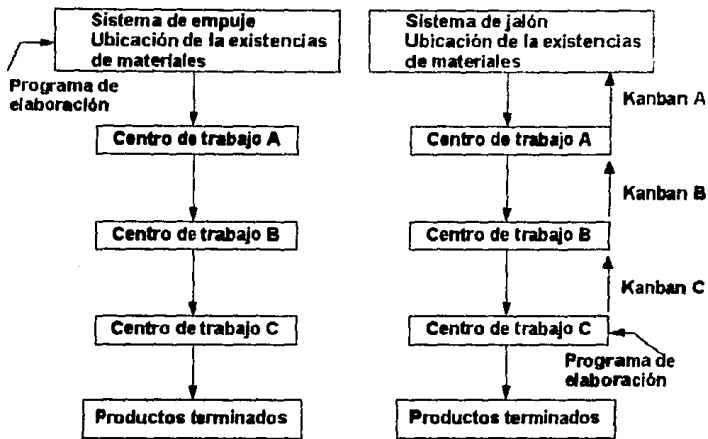 Sistema de empuje
Ubicación de la existencias
de materiales
Programa de
elaboración
Centro de trabajo A
Centro de trabajo B
Centro de trabajo C
Productos terminados
Sistema de jalón
Ubicación de la existencias
de materiales
Kanban A
Centro de trabajo A
Kanban B
Centro de trabajo B
Kanban C
Centro de trabajo C
Programa de
elaboración
Productos terminados